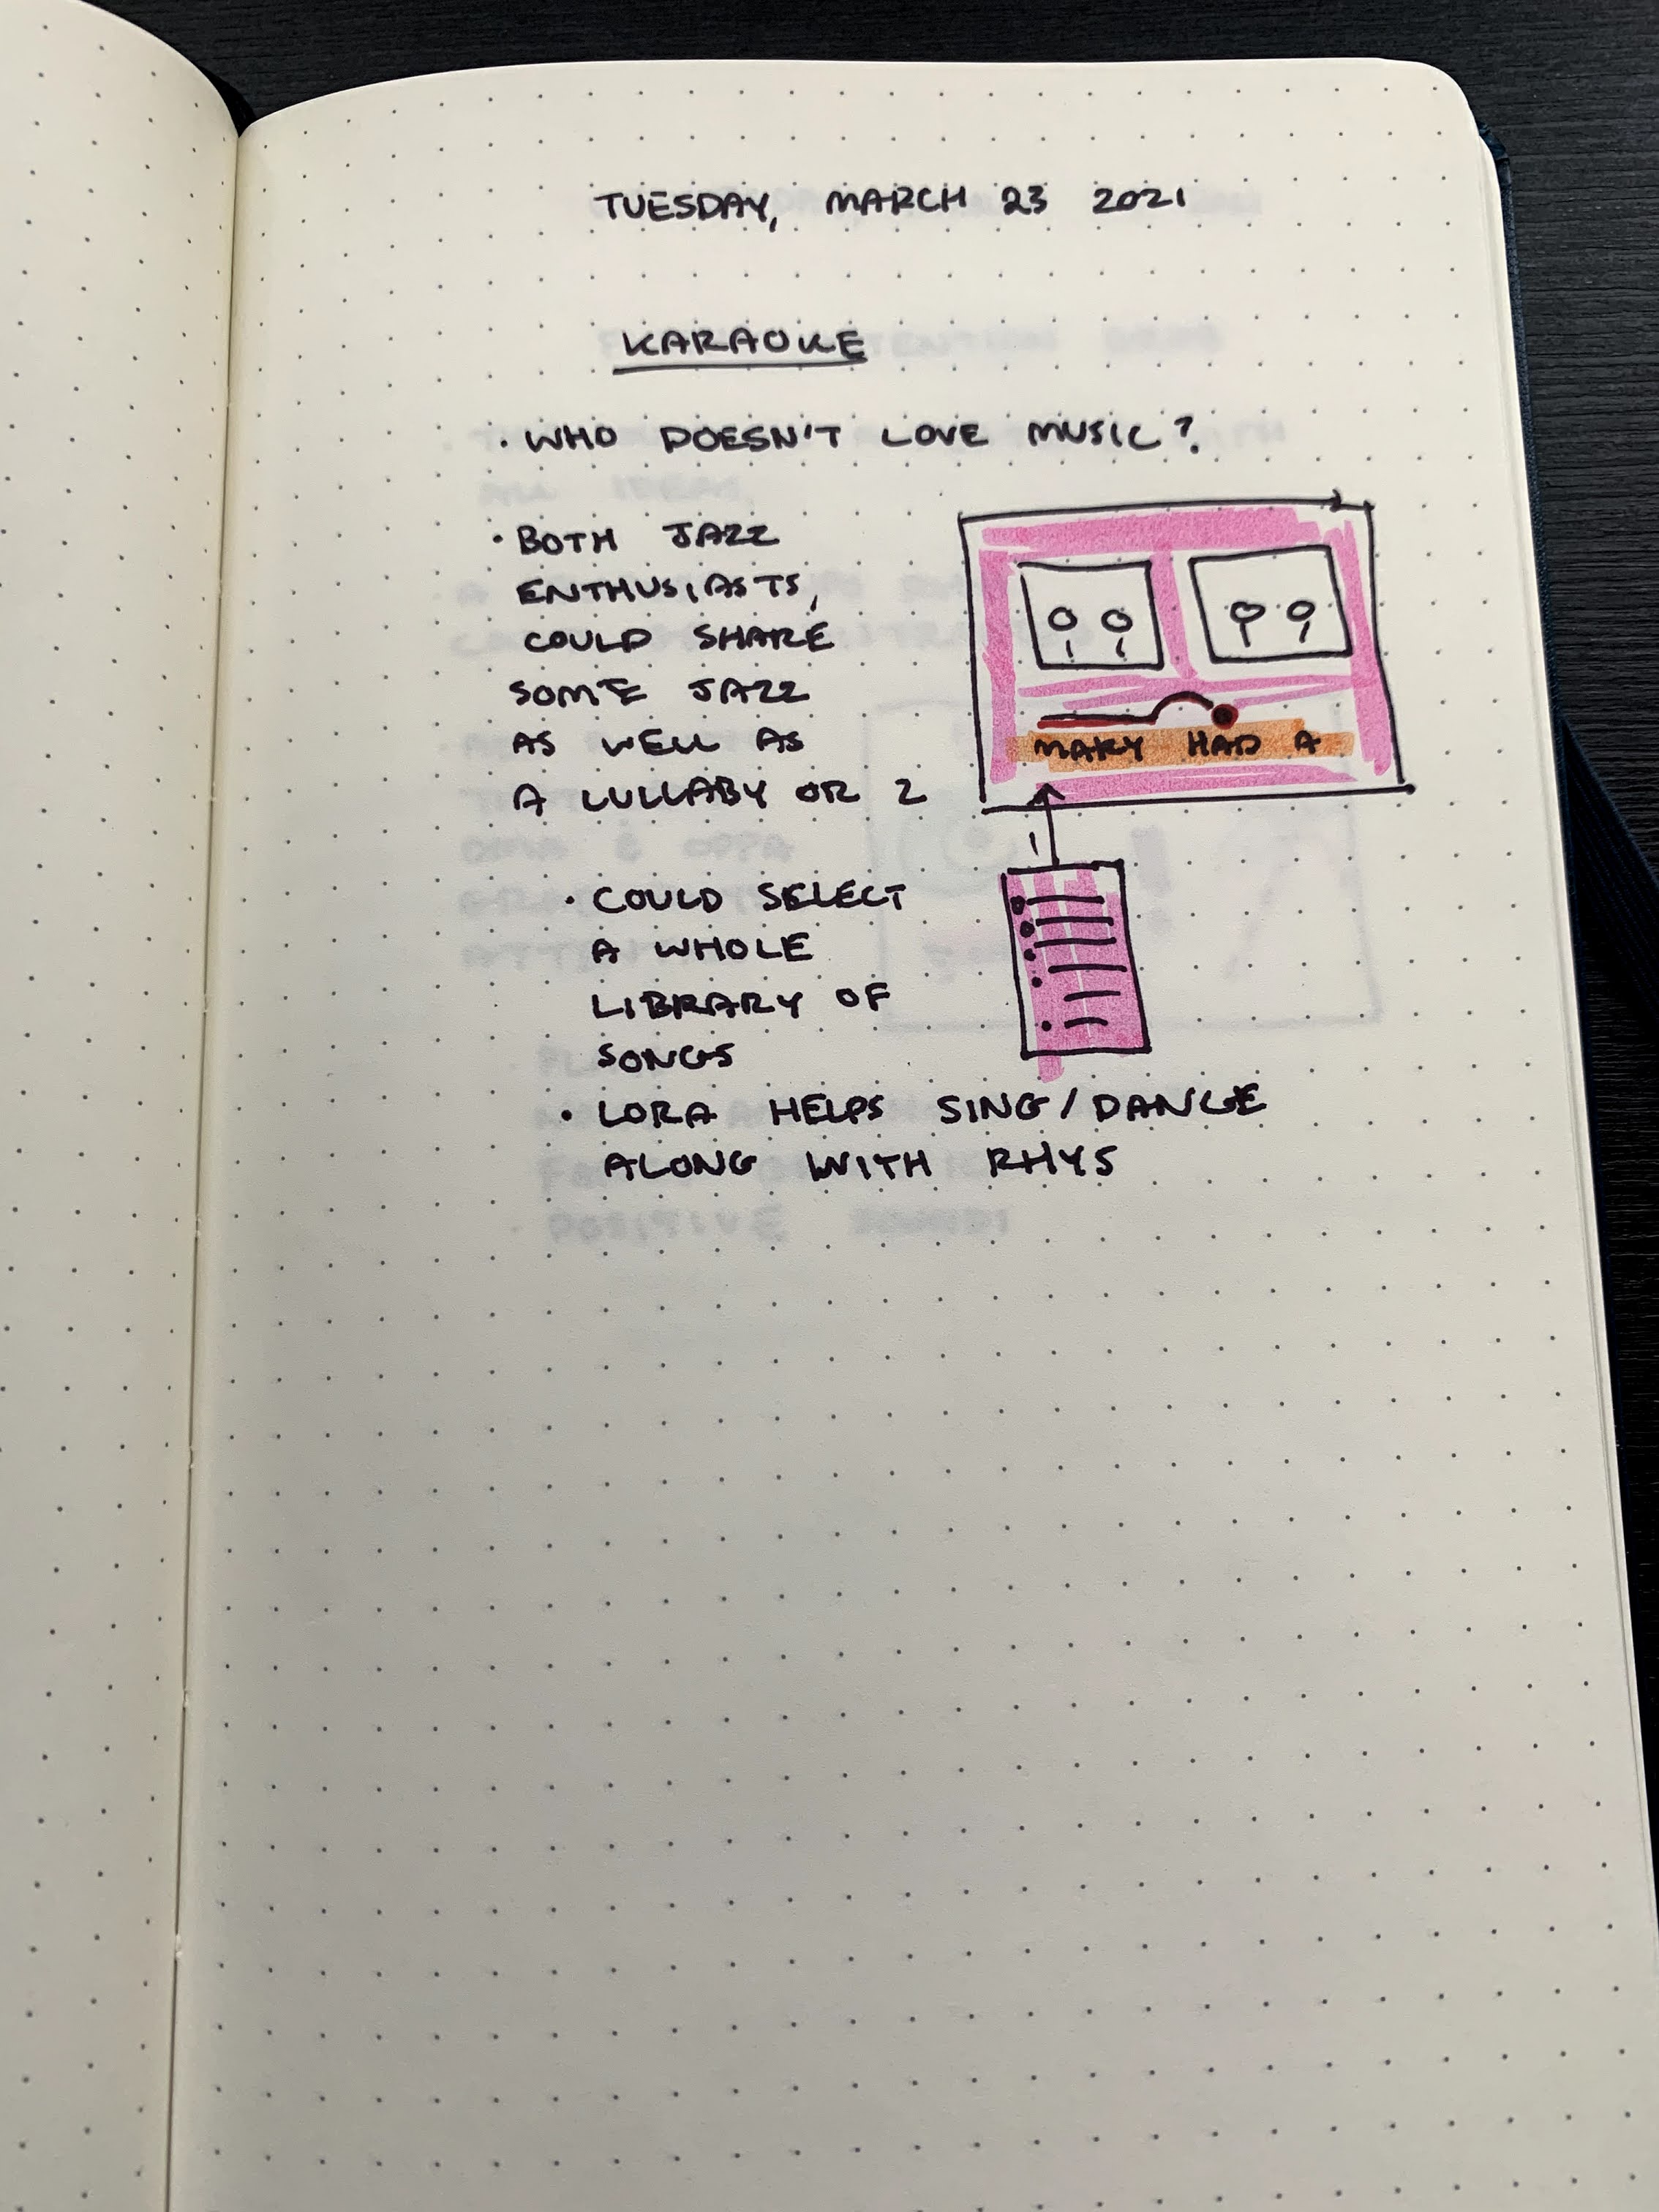 TUESDAY, MARCH 23 2021
KARAOKE
· WHO DOESN'T LOVE MUSIC?
· BOTH JAZZ
ENTHUSIASTS,
COULD SHARE
SOME JAZZ
AS WELL AS
A LULLABY OR 2
MARY HAD A
· COULD SELECT
A WHOLE
LIBRARY OF
SONGS
· LORA HELPS SING/DANCE
ALONG WITH RHYS